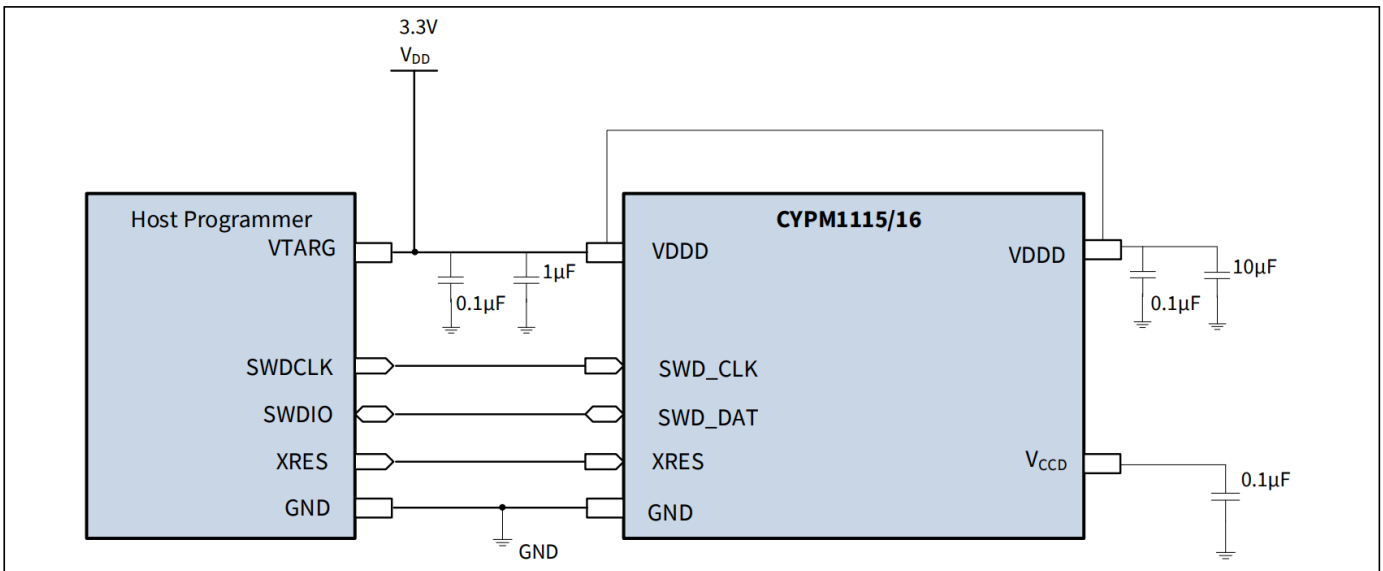 3.3V
VDD
Host Programmer
CYPM1115/16
VTARG
VDDD
VDDD
1µF
0.1µF
10µF
0.1µF
SWDCLK
SWD_CLK
SWDIO
SWD_DAT
XRES
XRES
VCCD
0.1µF
GND
GND
GND